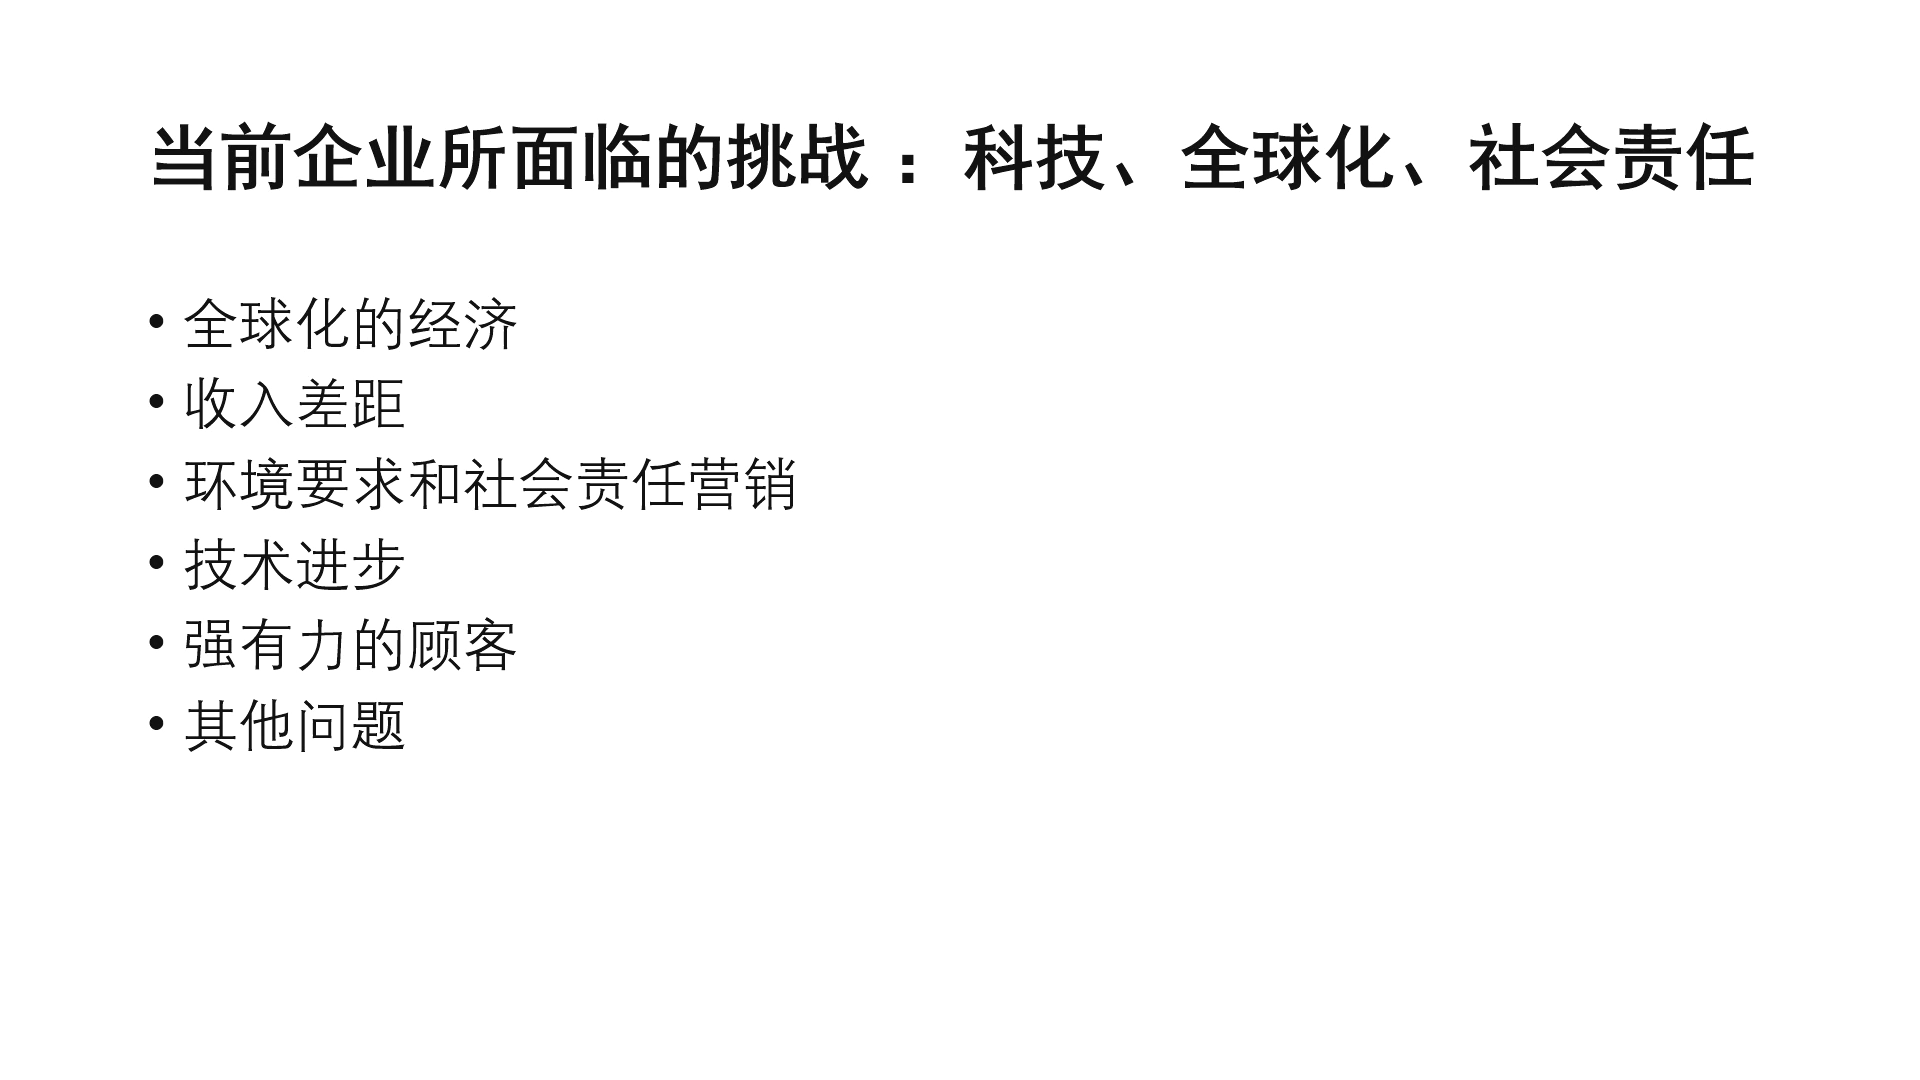 当前企业所面临的挑战 ：科技、全球化、社会责任
• 全球化的经济
• 收入差距
• 环境要求和社会责任营销
• 技术进步
• 强有力的顾客
• 其他问题